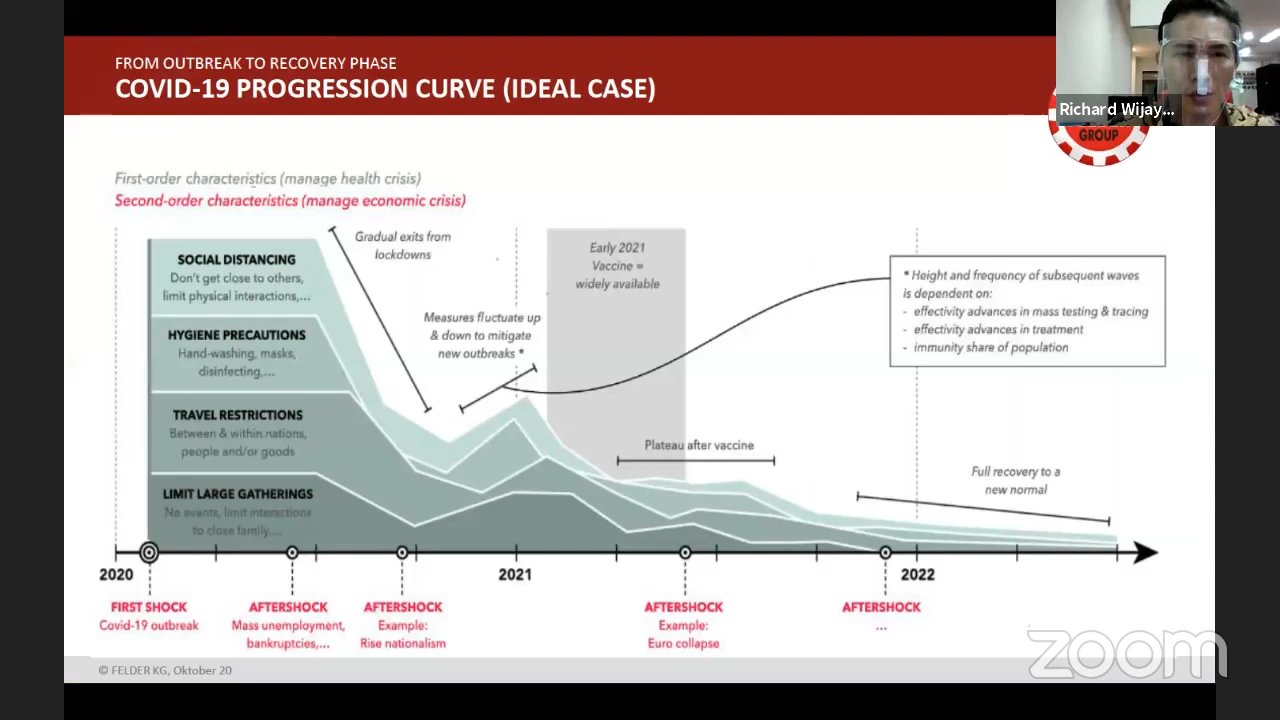 FROM OUTBREAK TO RECOVERY PHASE
COVID-19 PROGRESSION CURVE (IDEAL CASE)
Richard Wijay...
GROUP
First-order characteristics (manage health crisis)
Second-order characteristics (manage economic crisis)
Gradual exits from
lockdowns
Early 2021
Vaccine =
widely available
SOCIAL DISTANCING
Don't get close to others,
limit physical interactions,...
* Height and frequency of subsequent waves
is dependent on:
- effectivity advances in mass testing & tracing
- effectivity advances in treatment
- immunity share of population
Measures fluctuate up
& down to mitigate
new outbreaks *
HYGIENE PRECAUTIONS
Hand-washing, masks,
disinfecting,...
TRAVEL RESTRICTIONS
Between & within nations,
people and/or goods
Plateau after vaccine
Full recovery to a
new normal
LIMIT LARGE GATHERINGS
No events, limit interactions
to close family,...
2020
2021
2022
FIRST SHOCK
Covid-19 outbreak
AFTERSHOCK
Mass unemployment,
bankruptcies,...
AFTERSHOCK
Example:
Rise nationalism
AFTERSHOCK
Example:
Euro collapse
AFTERSHOCK
...
© FELDER KG, Oktober 20
zoom